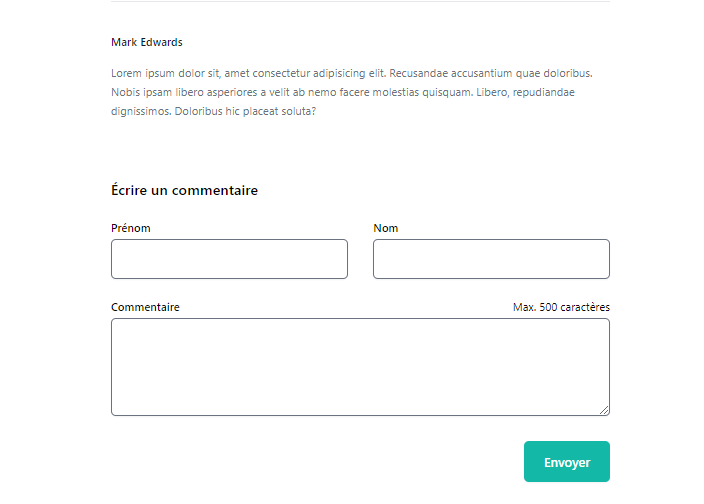 Mark Edwards
Lorem ipsum dolor sit, amet consectetur adipisicing elit. Recusandae accusantium quae doloribus.
Nobis ipsam libero asperiores a velit ab nemo facere molestias quisquam. Libero, repudiandae
dignissimos. Doloribus hic placeat soluta?
Écrire un commentaire
Prénom Nom
Commentaire Max. 500 caractères
Envoyer